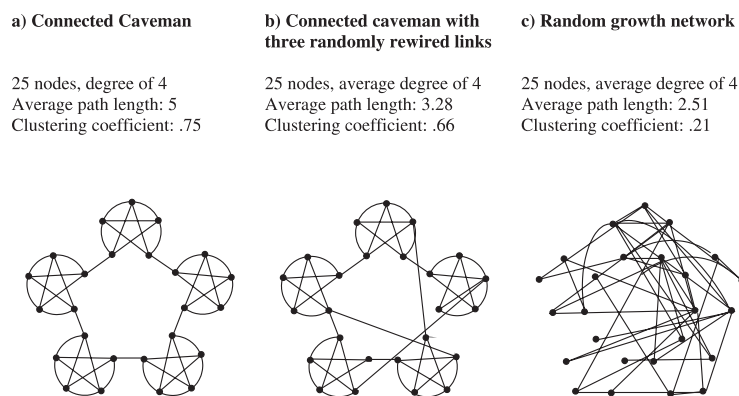 a) Connected Caveman
25 nodes, degree of 4
Average path length: 5
Clustering coefficient: .75
b) Connected caveman with
three randomly rewired links
25 nodes, average degree of 4
Average path length: 3.28
Clustering coefficient: .66
c) Random growth network
25 nodes, average degree of 4
Average path length: 2.51
Clustering coefficient: .21